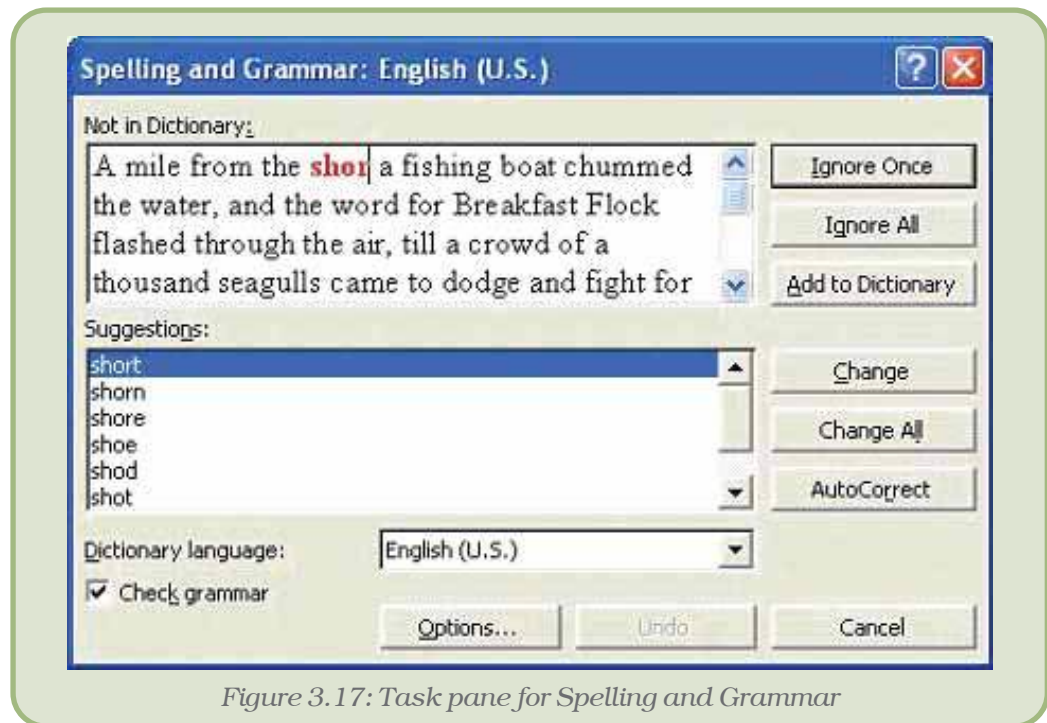 Spelling and Grammar: English (U.S.)
Not in Dictionary:
A mile from the shor a fishing boat chummed
the water, and the word for Breakfast Flock
flashed through the air, till a crowd of a
thousand seagulls came to dodge and fight for
Ignore Once
Ignore All
Add to Dictionary
Suggestions:
short
shorn
shore
shoe
shod
shot
Change
Change All
AutoCorrect
Dictionary language:
English (U.S.)
Check grammar
Options...
Undo
Cancel
Figure 3.17: Task pane for Spelling and Grammar